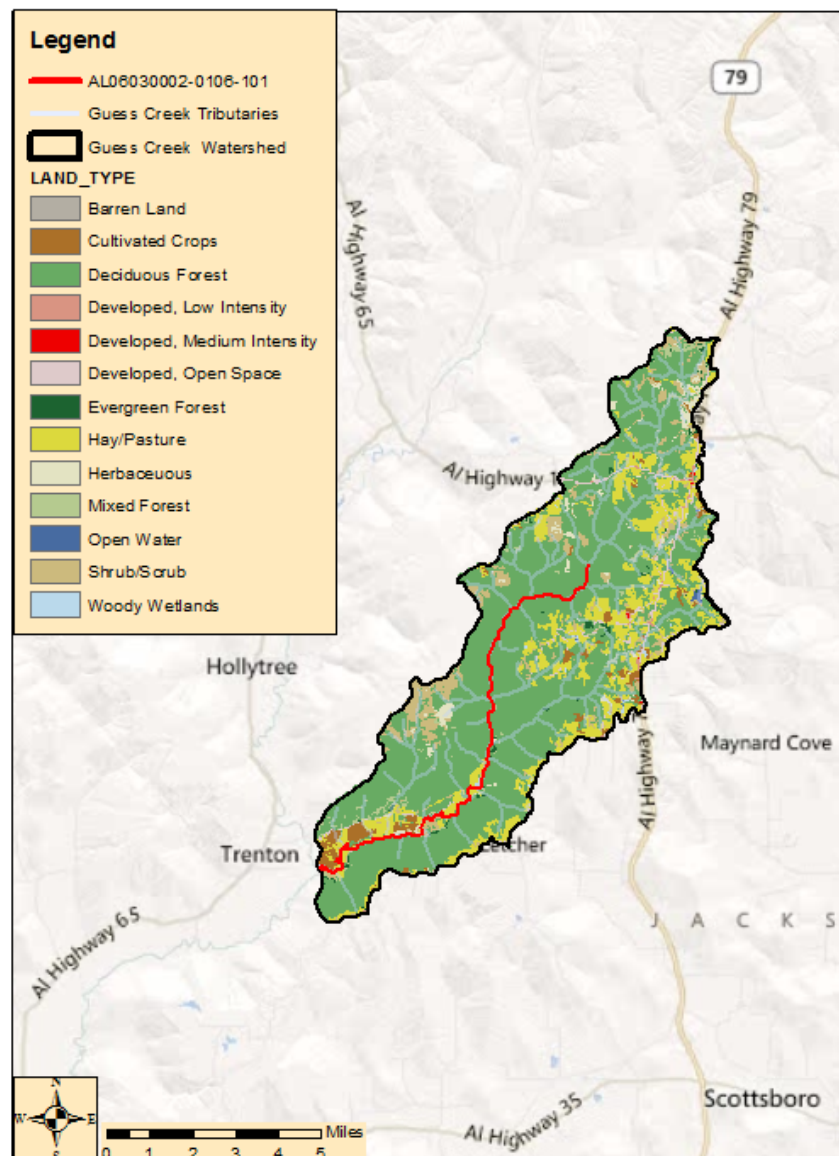 Legend
AL06030002-0106-101
Guess Creek Tributaries
Guess Creek Watershed
LAND_TYPE
Barren Land
Cultivated Crops
Deciduous Forest
Developed, Low Intensity
Developed, Medium Intensity
Developed, Open Space
Evergreen Forest
Hay/Pasture
Herbaceuous
Mixed Forest
Open Water
Shrub/Scrub
Woody Wetlands
79
Al Highway 79
Al Highway 65
Al Highway 1
Hollytree
Maynard Cove
Al Highway
Trenton
Al Highway 65
J A C K S
Scottsboro
Al Highway 35
N
W E
S
Miles
0 1 2 3 4 5